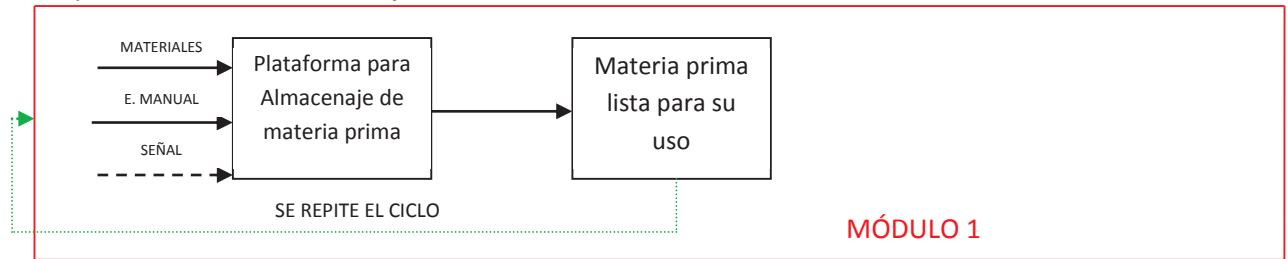 MATERIALES
E. MANUAL
SEÑAL
Plataforma para
Almacenaje de
materia prima
Materia prima
lista para su
uso
SE REPITE EL CICLO
MÓDULO 1